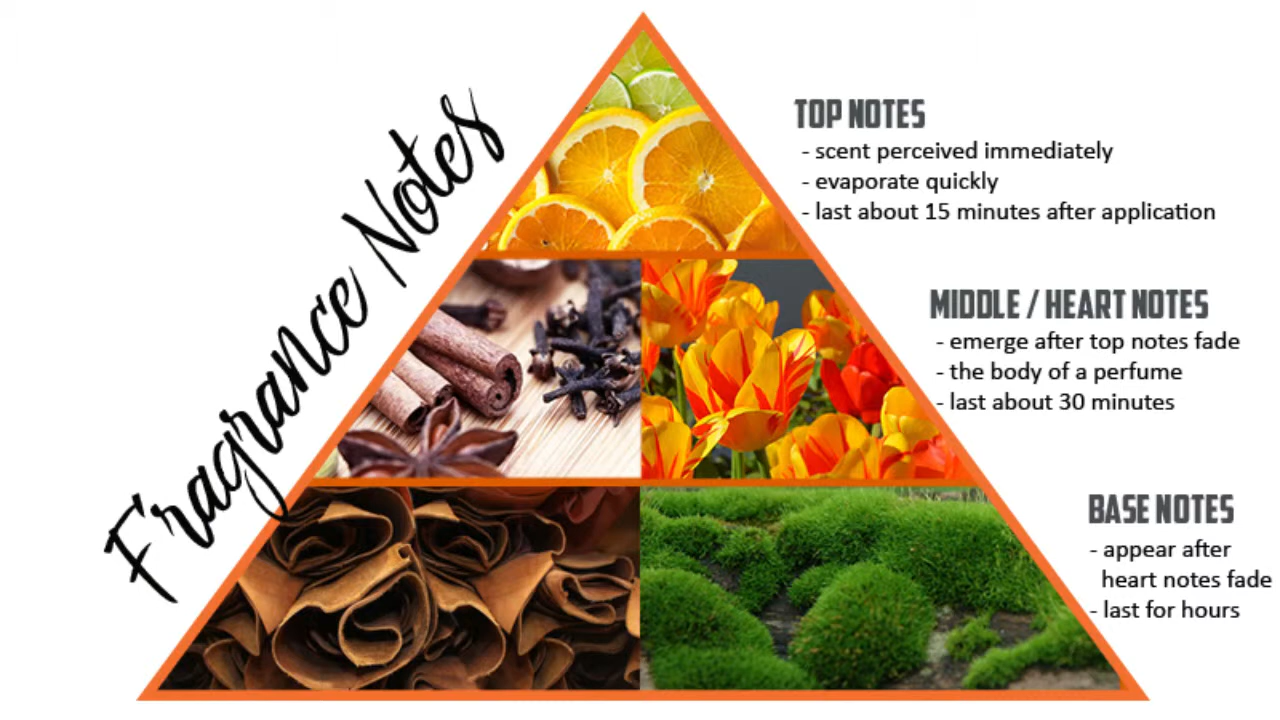 Fragrance Notes
TOP NOTES
- scent perceived immediately
- evaporate quickly
- last about 15 minutes after application
MIDDLE / HEART NOTES
- emerge after top notes fade
- the body of a perfume
- last about 30 minutes
BASE NOTES
- appear after
heart notes fade
- last for hours